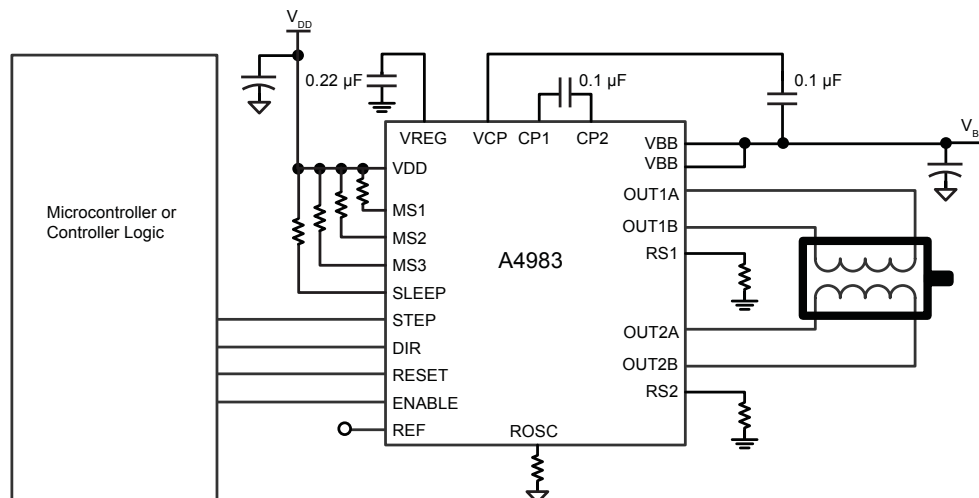 VDD
0.22 µF
0.1 µF
0.1 µF
VREG
VCP
CP1
CP2
VB
VBB
VBB
VDD
OUT1A
MS1
OUT1B
MS2
RS1
MS3
A4983
SLEEP
STEP
OUT2A
DIR
OUT2B
RESET
RS2
ENABLE
REF
ROSC
Microcontroller or
Controller Logic